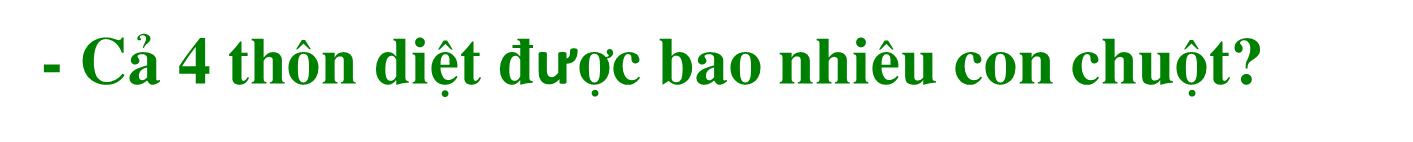 - Cả 4 thôn diệt được bao nhiêu con chuột?